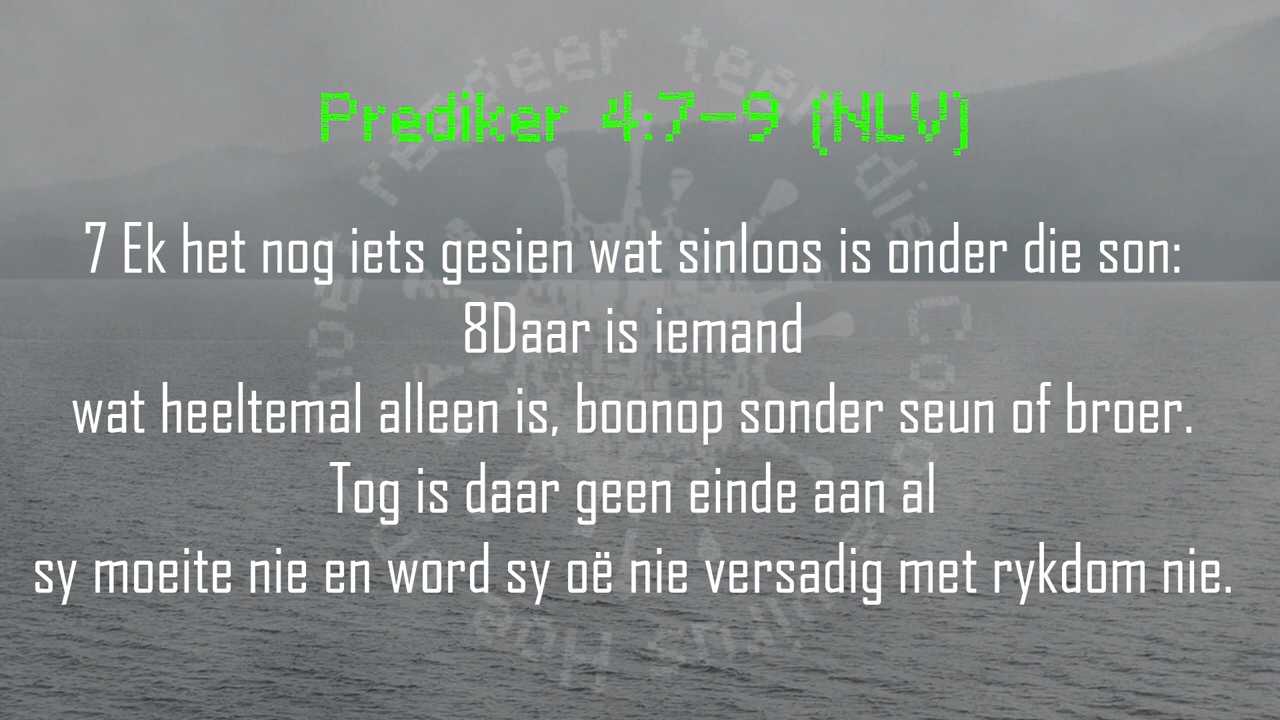 Prediker 4:7-9 (NLV)
7 Ek het nog iets gesien wat sinloos is onder die son:
8Daar is iemand
wat heeltemal alleen is, boonop sonder seun of broer.
Tog is daar geen einde aan al
sy moeite nie en word sy oë nie versadig met rykdom nie.